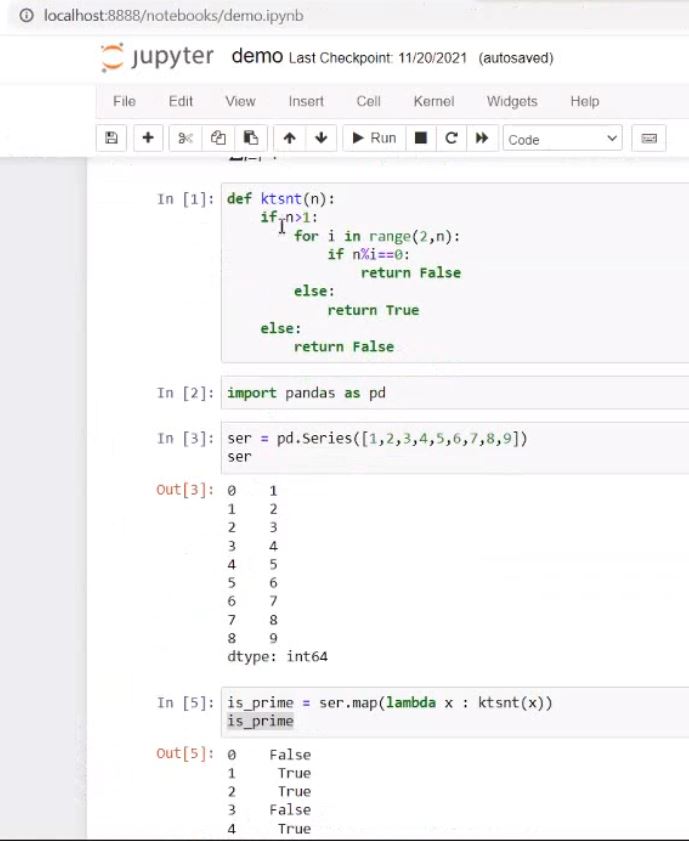 localhost:8888/notebooks/demo.ipynb
jupyter demo Last Checkpoint: 11/20/2021 (autosaved)
File Edit View Insert Cell Kernel Widgets Help
Run Code
In [1]: def ktsnt(n):
if n>1:
for i in range(2,n):
if n%i==0:
return False
else:
return True
else:
return False
In [2]: import pandas as pd
In [3]: ser = pd.Series([1,2,3,4,5,6,7,8,9])
ser
Out[3]: 0 1
1 2
2 3
3 4
4 5
5 6
6 7
7 8
8 9
dtype: int64
In [5]: is_prime = ser.map(lambda x : ktsnt(x))
is_prime
Out[5]: 0 False
1 True
2 True
3 False
4 True